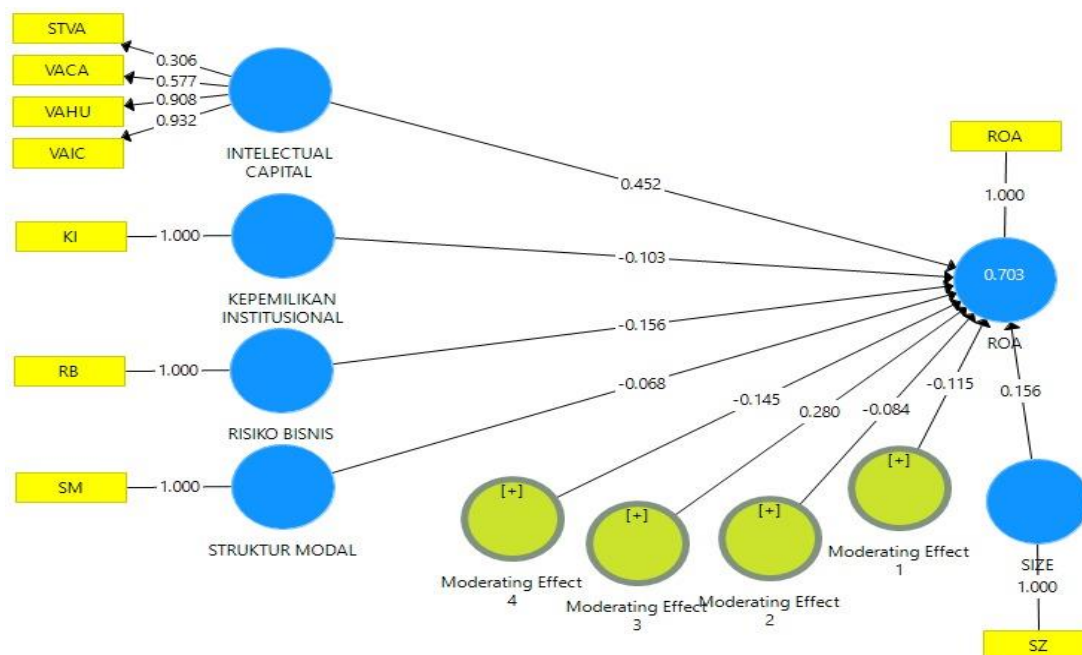 STVA
VACA
VAHU
VAIC
0.306
0.577
0.908
0.932
INTELECTUAL
CAPITAL
0.452
ROA
1.000
0.703
ROA
KI
1.000
KEPEMILIKAN
INSTITUSIONAL
-0.103
RB
1.000
RISIKO BISNIS
-0.156
SM
1.000
STRUKTUR MODAL
-0.068
-0.145
0.280
-0.084
-0.115
0.156
[+]
Moderating Effect
4
[+]
Moderating Effect
3
[+]
Moderating Effect
2
[+]
Moderating Effect
1
SIZE
1.000
SZ